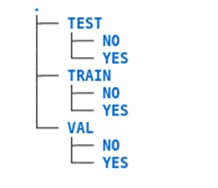 .
TEST
NO
YES
TRAIN
NO
YES
VAL
NO
YES